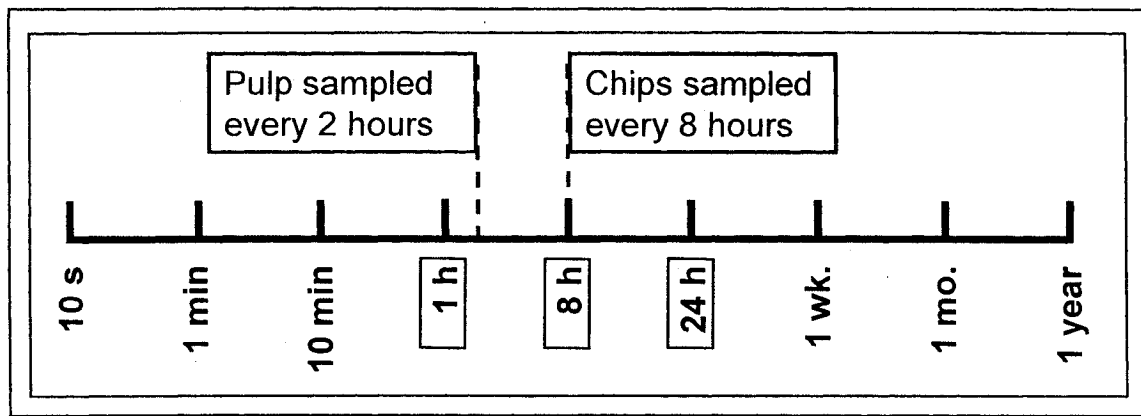 Pulp sampled
every 2 hours
Chips sampled
every 8 hours
10 s
1 min
10 min
1 h
8 h
24 h
1 wk.
1 mo.
1 year